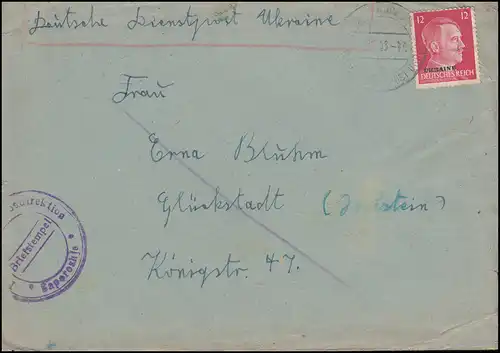 Deutsche Dienstpost Ukraine
12 12
UKRAINE
DEUTSCHES REICH
Frau
Erna Bluhm
Glückstadt (Holstein)
Königstr. 47.
Briefstempel
Saporoshje